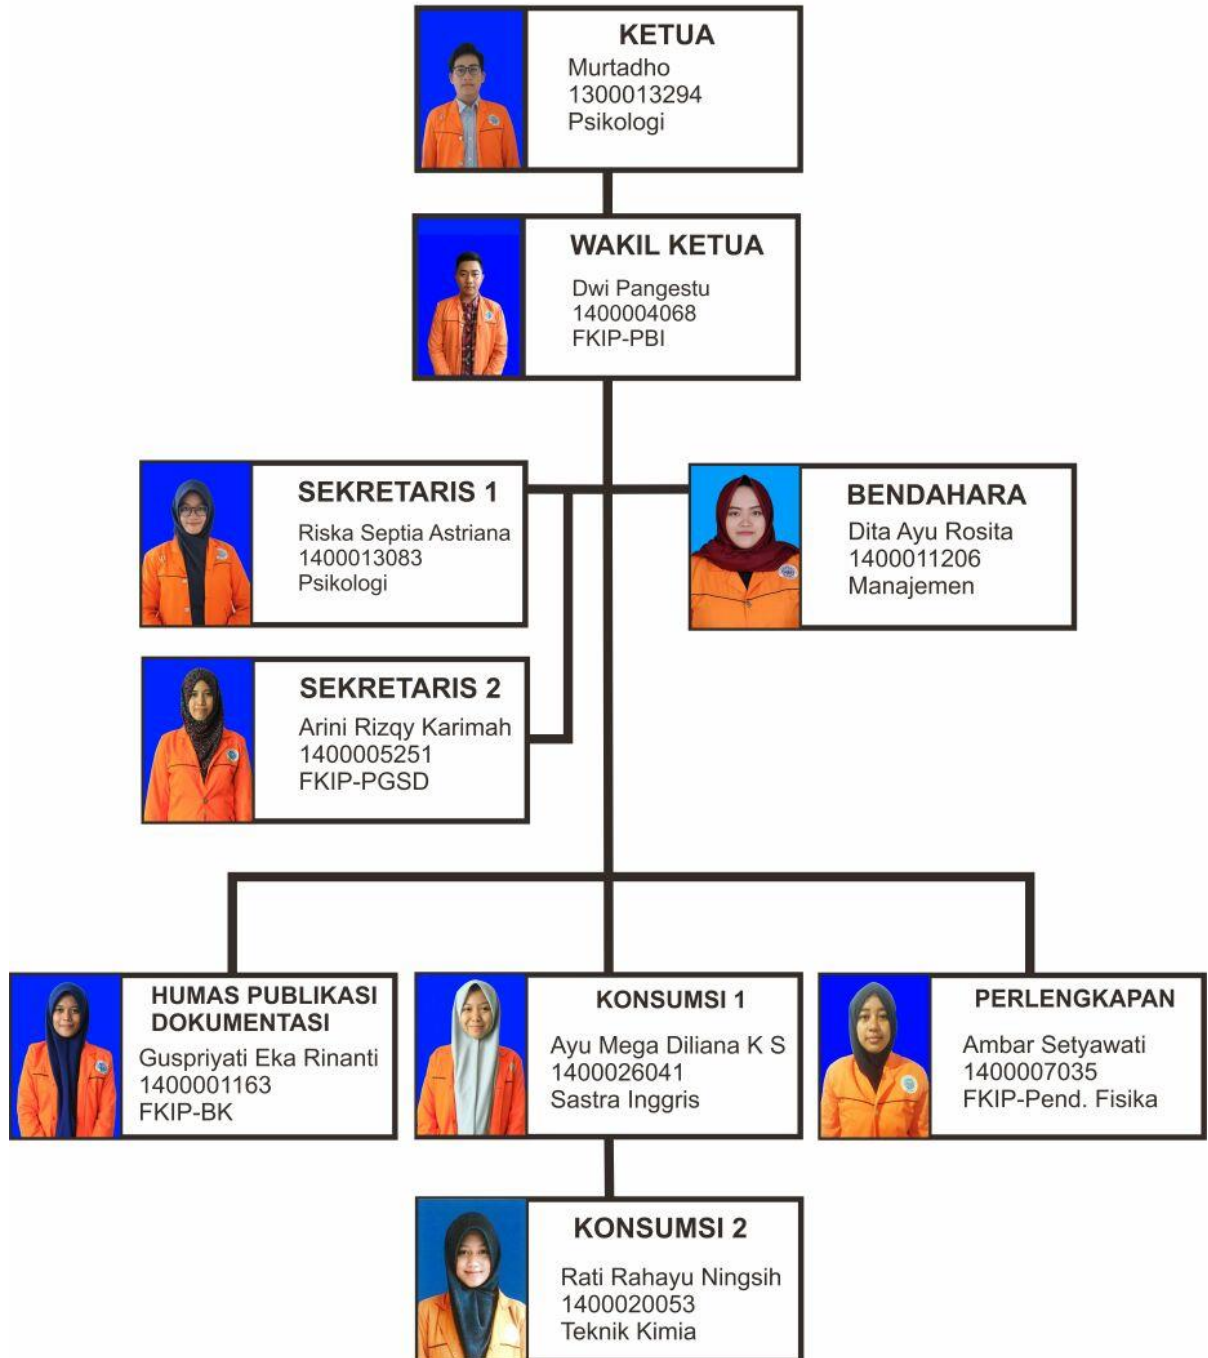 KETUA
Murtadho
1300013294
Psikologi
WAKIL KETUA
Dwi Pangestu
1400004068
FKIP-PBI
SEKRETARIS 1
Riska Septia Astriana
1400013083
Psikologi
BENDAHARA
Dita Ayu Rosita
1400011206
Manajemen
SEKRETARIS 2
Arini Rizqy Karimah
1400005251
FKIP-PGSD
HUMAS PUBLIKASI
DOKUMENTASI
Guspriyati Eka Rinanti
1400001163
FKIP-BK
KONSUMSI 1
Ayu Mega Diliana K S
1400026041
Sastra Inggris
PERLENGKAPAN
Ambar Setyawati
1400007035
FKIP-Pend. Fisika
KONSUMSI 2
Rati Rahayu Ningsih
1400020053
Teknik Kimia